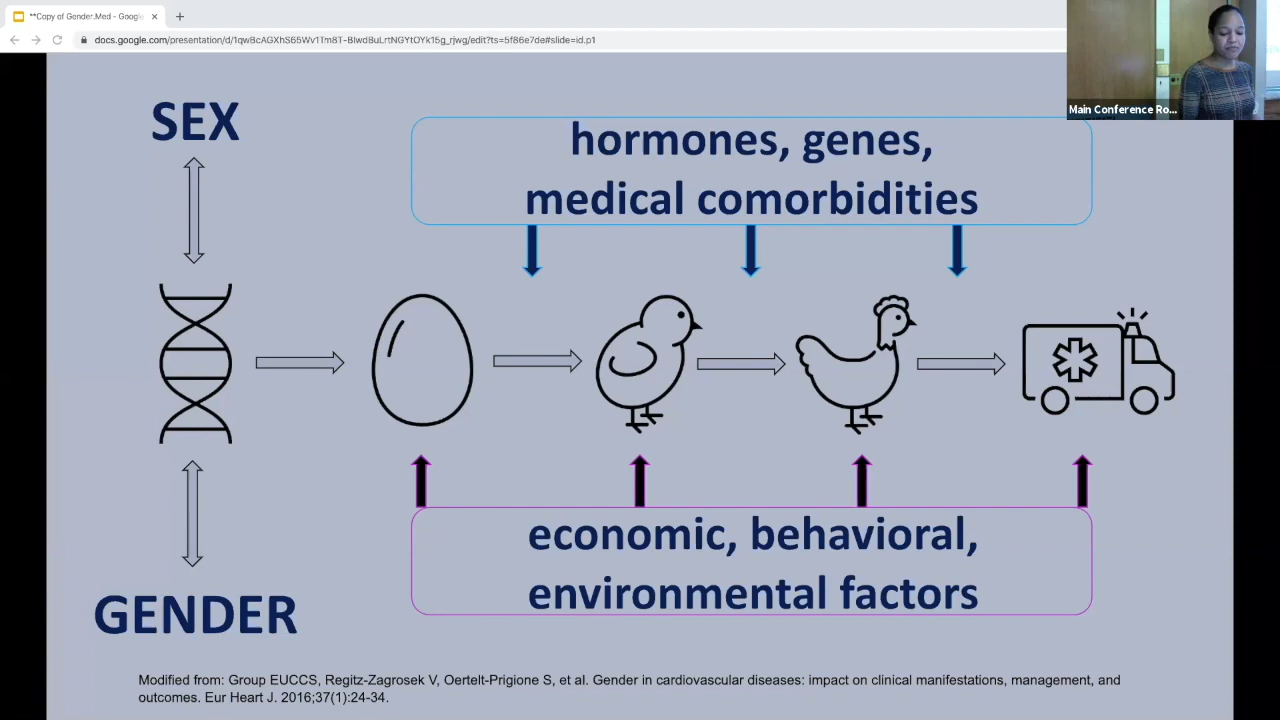 **Copy of Gender.Med - Google
docs.google.com/presentation/d/1qwBcAGXhS65Wv1Tm8T-BlwdBuLrtNGYtOYk15g_rjwg/edit?ts=5f86e7de#slide=id.p1
Main Conference Ro...
SEX
hormones, genes,
medical comorbidities
economic, behavioral,
environmental factors
GENDER
Modified from: Group EUCCS, Regitz-Zagrosek V, Oertelt-Prigione S, et al. Gender in cardiovascular diseases: impact on clinical manifestations, management, and
outcomes. Eur Heart J. 2016;37(1):24-34.